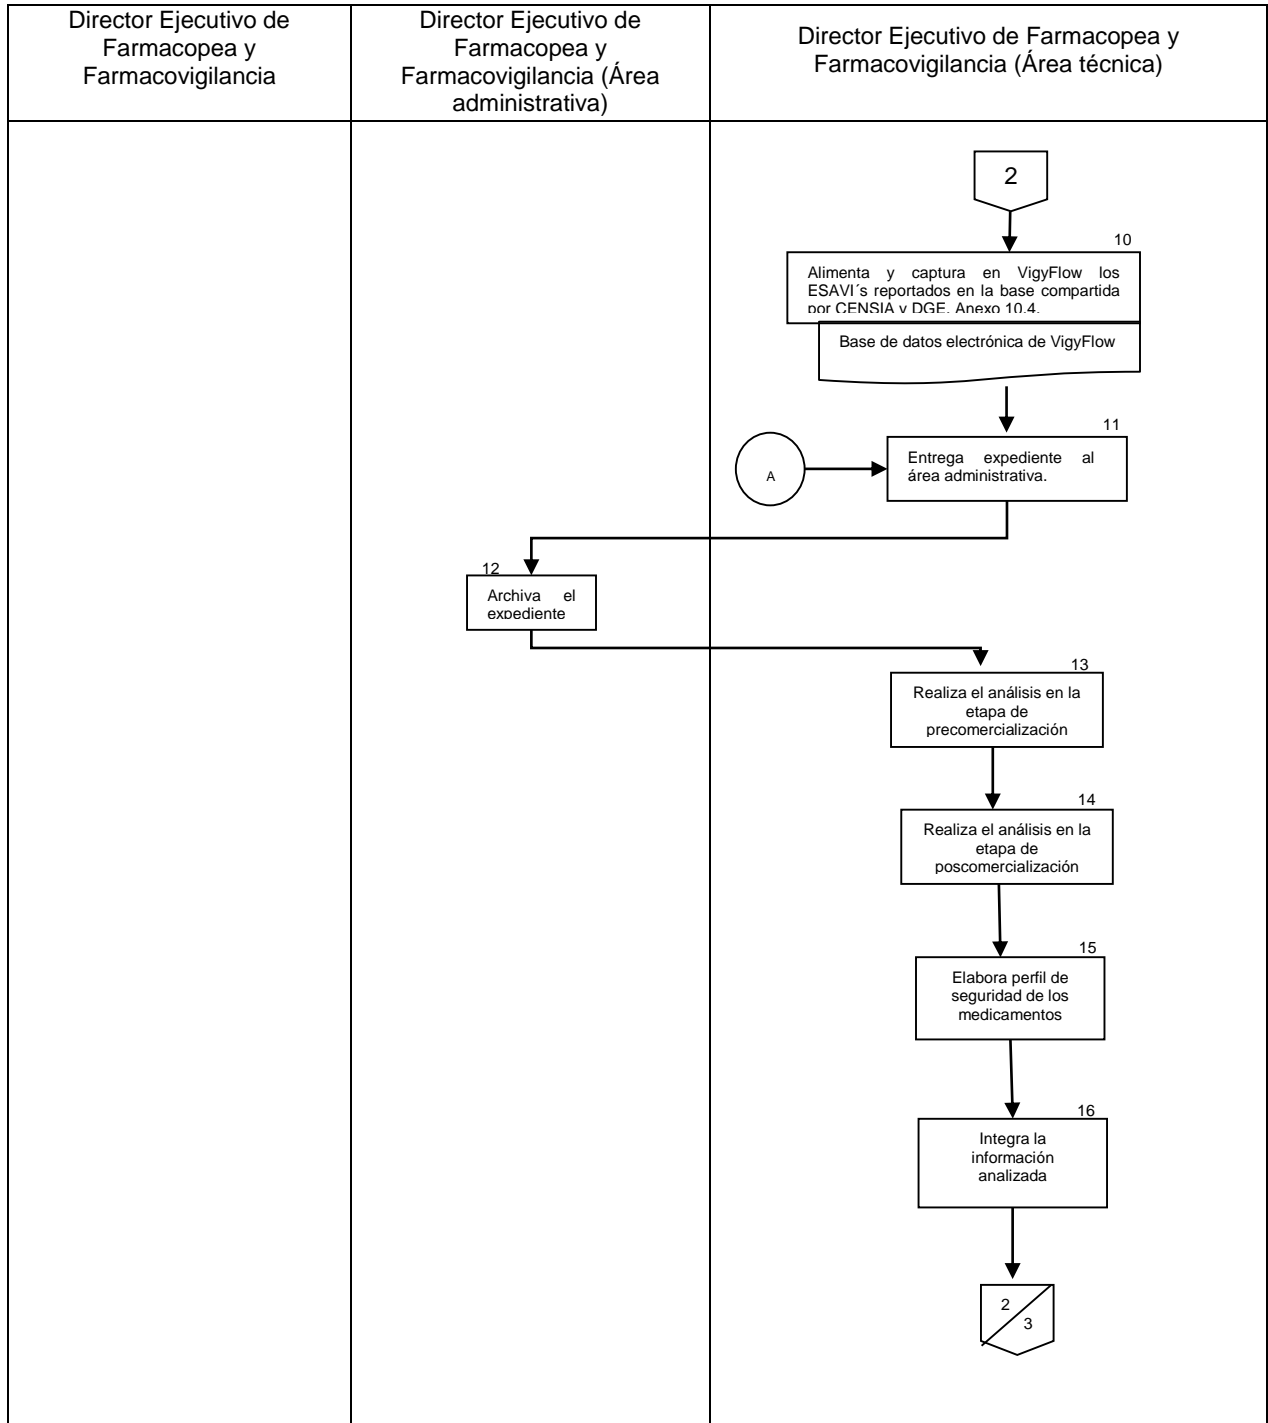 Director Ejecutivo de
Farmacopea y
Farmacovigilancia
Director Ejecutivo de
Farmacopea y
Farmacovigilancia (Área
administrativa)
Director Ejecutivo de Farmacopea y
Farmacovigilancia (Área técnica)
2
10
Alimenta y captura en VigyFlow los
ESAVI´s reportados en la base compartida
por CENSIA y DGE. Anexo 10.4.
Base de datos electrónica de VigyFlow
11
Entrega expediente al
área administrativa.
A
12
Archiva el
expediente
13
Realiza el análisis en la
etapa de
precomercialización
14
Realiza el análisis en la
etapa de
poscomercialización
15
Elabora perfil de
seguridad de los
medicamentos
16
Integra la
información
analizada
2
3